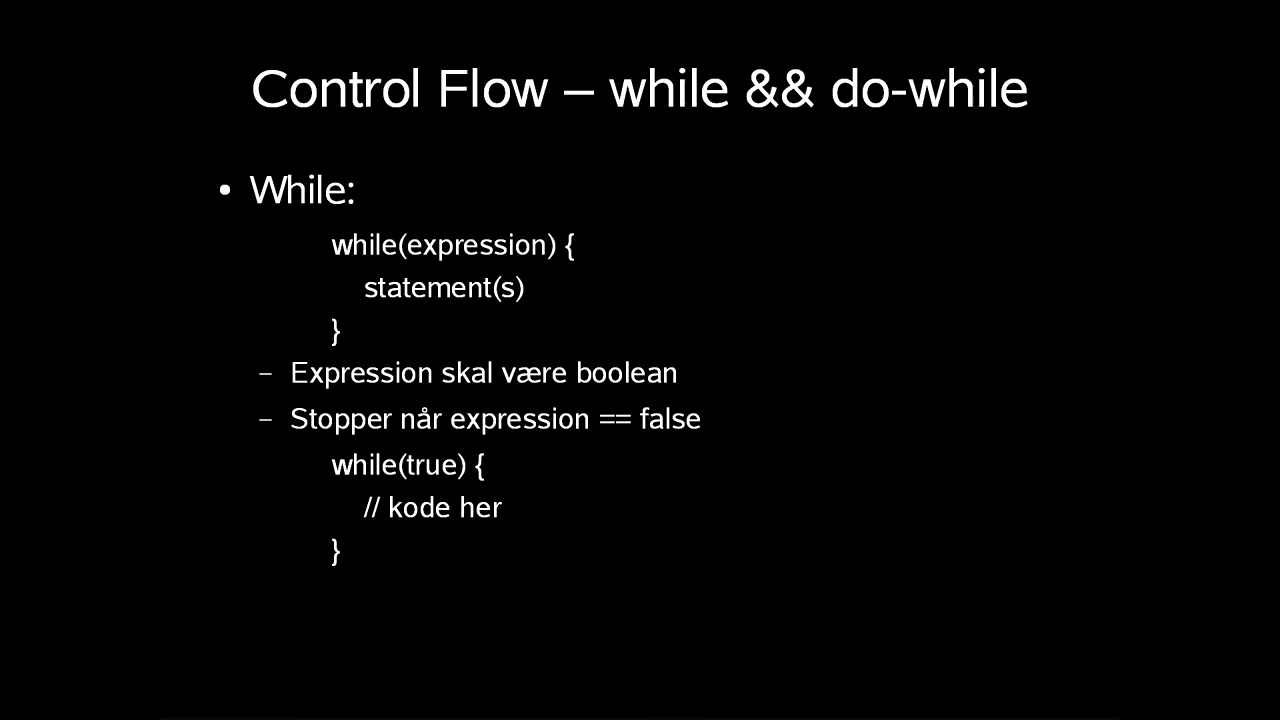 Control Flow – while && do-while
• While:
while(expression) {
statement(s)
}
– Expression skal være boolean
– Stopper når expression == false
while(true) {
// kode her
}